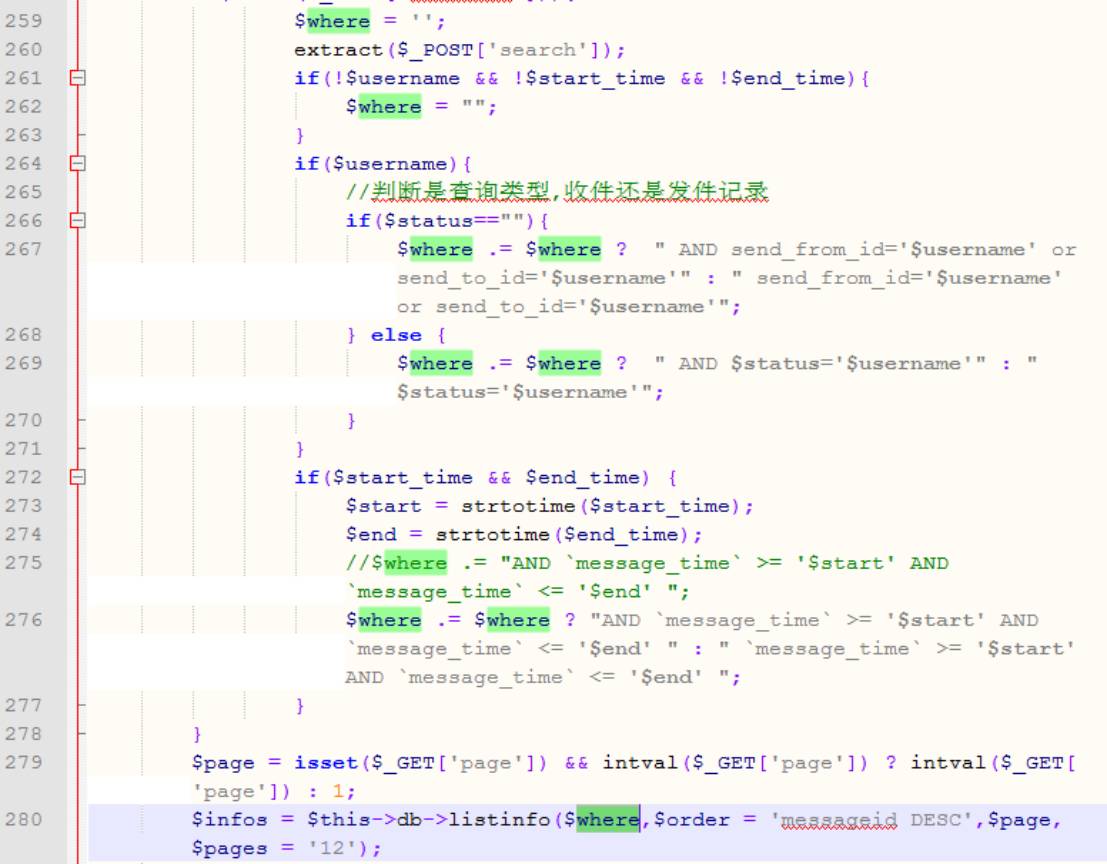 259 $where = '';
260 extract($_POST['search']);
261 if(!$username && !$start_time && !$end_time){
262 $where = "";
263 }
264 if($username){
265 //判断是查询类型,收件还是发件记录
266 if($status==""){
267 $where .= $where ?  " AND send_from_id='$username' or
send_to_id='$username'" : " send_from_id='$username'
or send_to_id='$username'";
268 } else {
269 $where .= $where ?  " AND $status='$username'" : "
$status='$username'";
270 }
271 }
272 if($start_time && $end_time) {
273 $start = strtotime($start_time);
274 $end = strtotime($end_time);
275 //$where .= "AND `message_time` >= '$start' AND
`message_time` <= '$end' ";
276 $where .= $where ? "AND `message_time` >= '$start' AND
`message_time` <= '$end' " : " `message_time` >= '$start'
AND `message_time` <= '$end' ";
277 }
278 }
279 $page = isset($_GET['page']) && intval($_GET['page']) ? intval($_GET[
'page']) : 1;
280 $infos = $this->db->listinfo($where,$order = 'messageid DESC',$page,
$pages = '12');